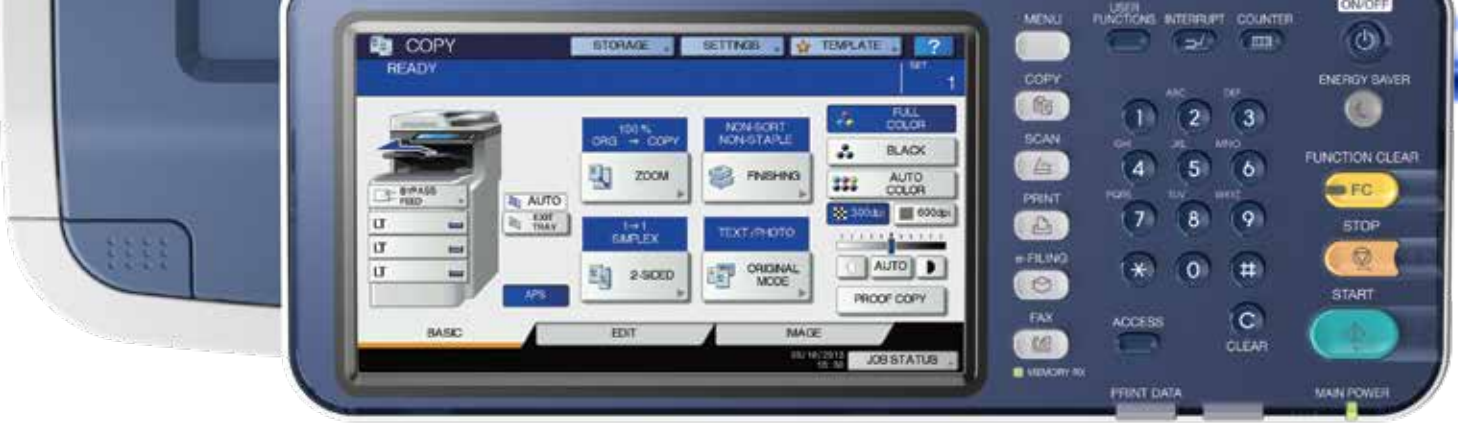 COPY
STORAGE
SETTINGS
TEMPLATE
?
READY
SET
1
100 %
ORG. → COPY
ZOOM
NON-SORT
NON-STAPLE
FINISHING
FULL
COLOR
BLACK
AUTO
COLOR
300dpi
600dpi
AUTO
PROOF COPY
BYPASS
FEED
LT
LT
LT
AUTO
EXIT
TRAY
APS
1→1
SIMPLEX
2-SIDED
TEXT/PHOTO
ORIGINAL
MODE
BASIC
EDIT
IMAGE
JOB STATUS
MENU
USER
FUNCTIONS
INTERRUPT
COUNTER
ON/OFF
COPY
SCAN
PRINT
e-FILING
FAX
MEMORY RX
ABC
DEF
1
2
3
GHI
JKL
MNO
4
5
6
PQRS
TUV
WXYZ
7
8
9
*
0
#
ACCESS
C
CLEAR
ENERGY SAVER
FUNCTION CLEAR
FC
STOP
START
PRINT DATA
MAIN POWER